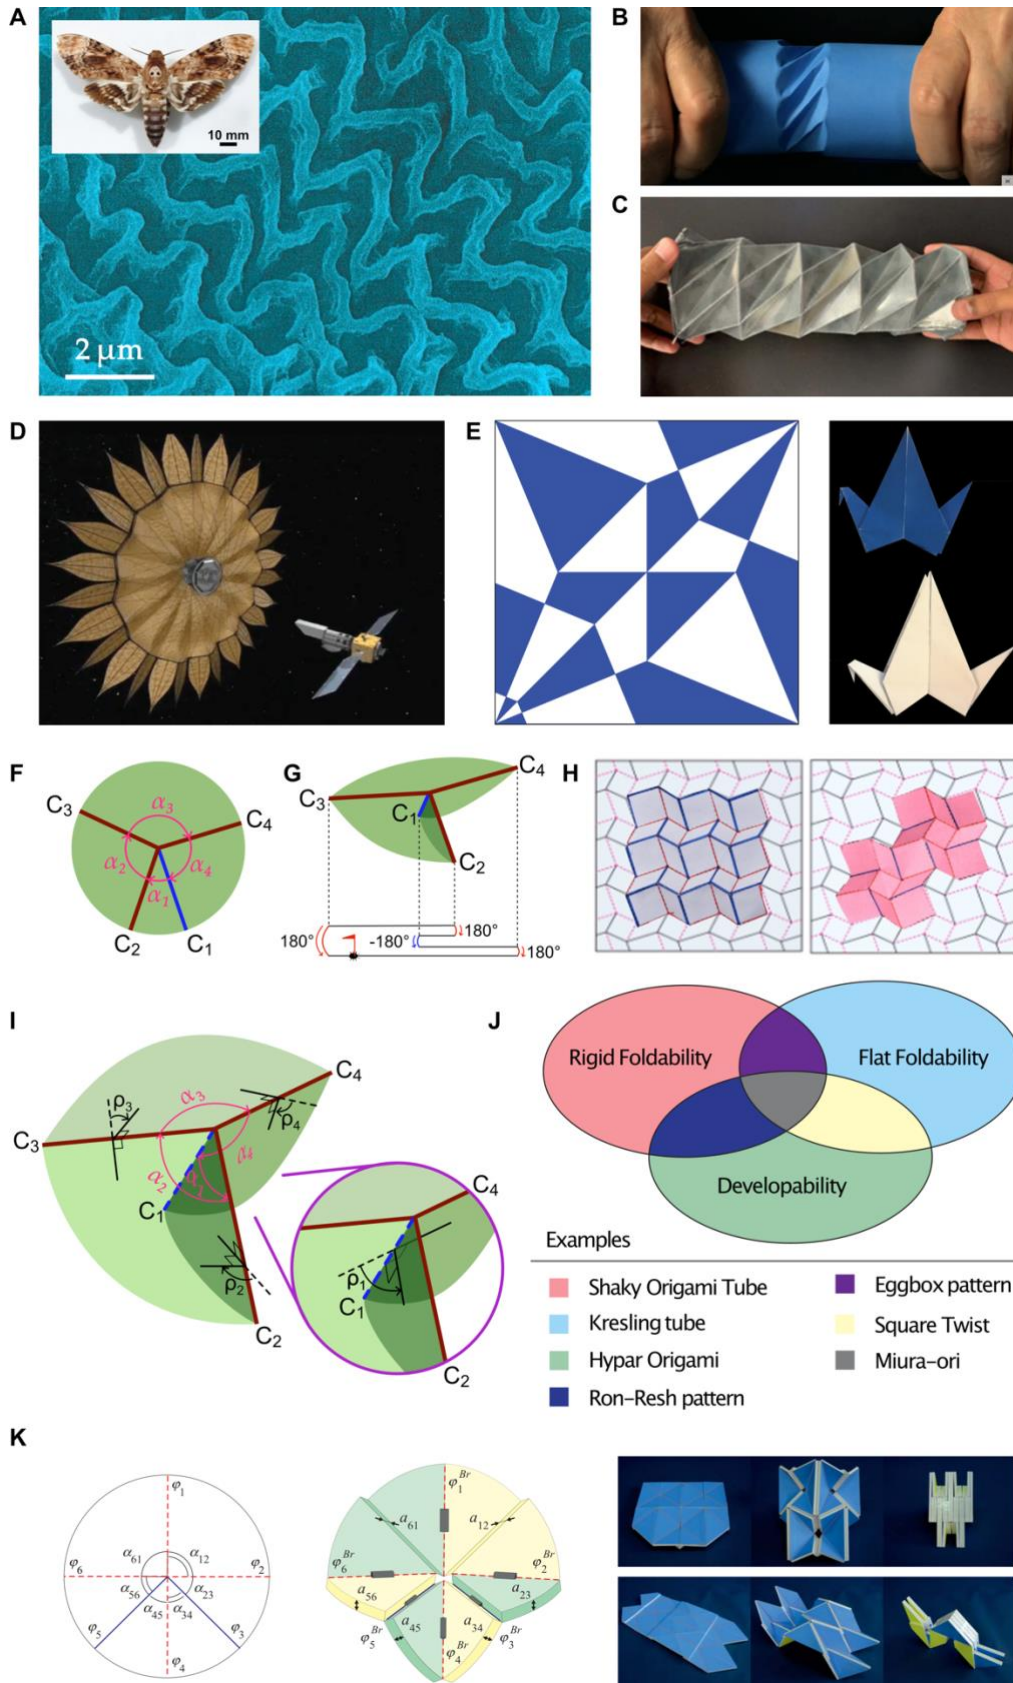 A
10 mm
2 µm
B
C
D
E
F
C₃
α₃
C₄
α₂
α₄
α₁
C₂
C₁
G
C₄
C₃
C₁
C₂
180°
-180°
180°
180°
H
I
C₄
ρ₃
α₃
ρ₄
C₃
α₂
α₁
α₄
C₁
ρ₂
C₂
C₄
ρ₁
C₁
C₂
J
Rigid Foldability
Flat Foldability
Developability
Examples
Shaky Origami Tube
Eggbox pattern
Kresling tube
Square Twist
Hypar Origami
Miura-ori
Ron-Resh pattern
K
φ₁
α₆₁
α₁₂
φ₆
φ₂
α₅₆
α₂₃
α₄₅
α₃₄
φ₅
φ₃
φ₄
φ₁ᴮʳ
a₆₁
a₁₂
φ₆ᴮʳ
φ₂ᴮʳ
a₅₆
a₂₃
a₄₅
a₃₄
φ₅ᴮʳ
φ₄ᴮʳ
φ₃ᴮʳ